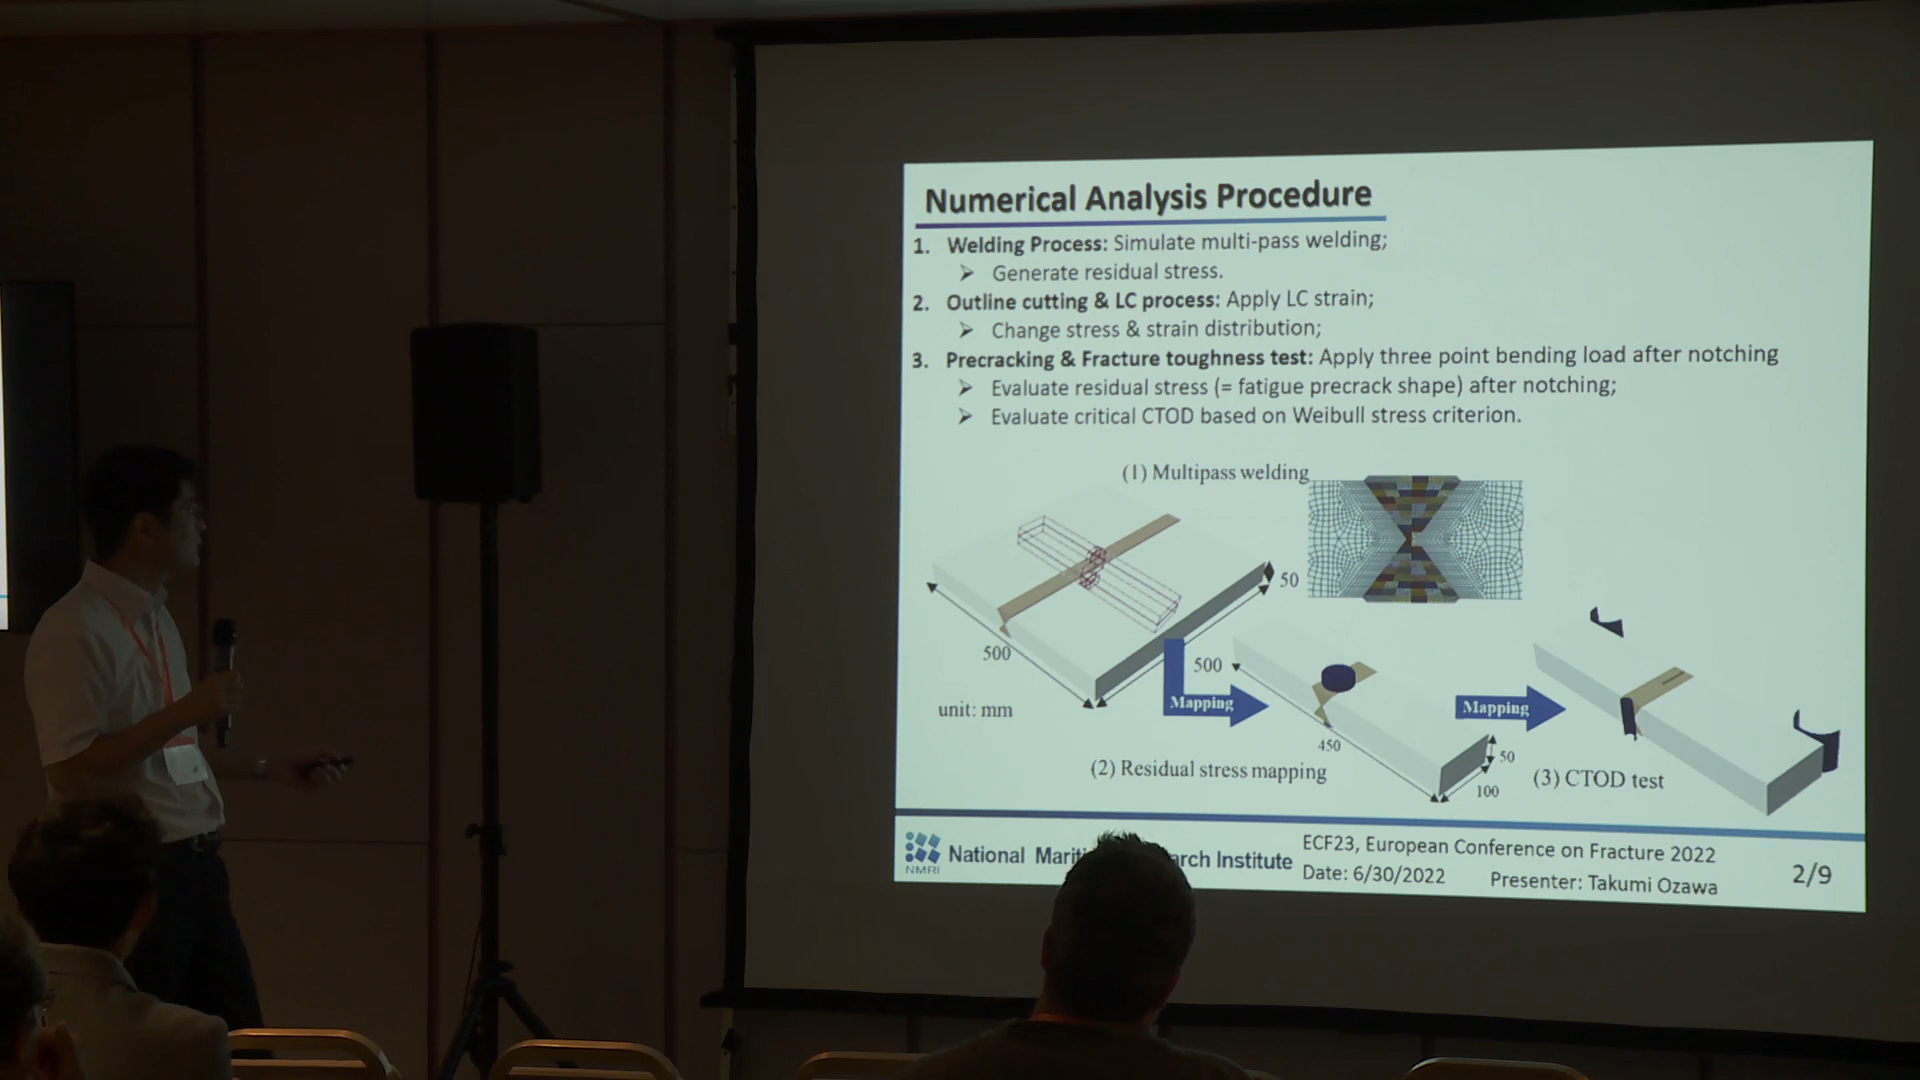 Numerical Analysis Procedure
1. Welding Process: Simulate multi-pass welding;
➤ Generate residual stress.
2. Outline cutting & LC process: Apply LC strain;
➤ Change stress & strain distribution;
3. Precracking & Fracture toughness test: Apply three point bending load after notching
➤ Evaluate residual stress (= fatigue precrack shape) after notching;
➤ Evaluate critical CTOD based on Weibull stress criterion.
(1) Multipass welding
50
500
500
unit: mm
Mapping
Mapping
450
50
100
(2) Residual stress mapping
(3) CTOD test
NMRI
National Mariti arch Institute
ECF23, European Conference on Fracture 2022
Date: 6/30/2022 Presenter: Takumi Ozawa
2/9